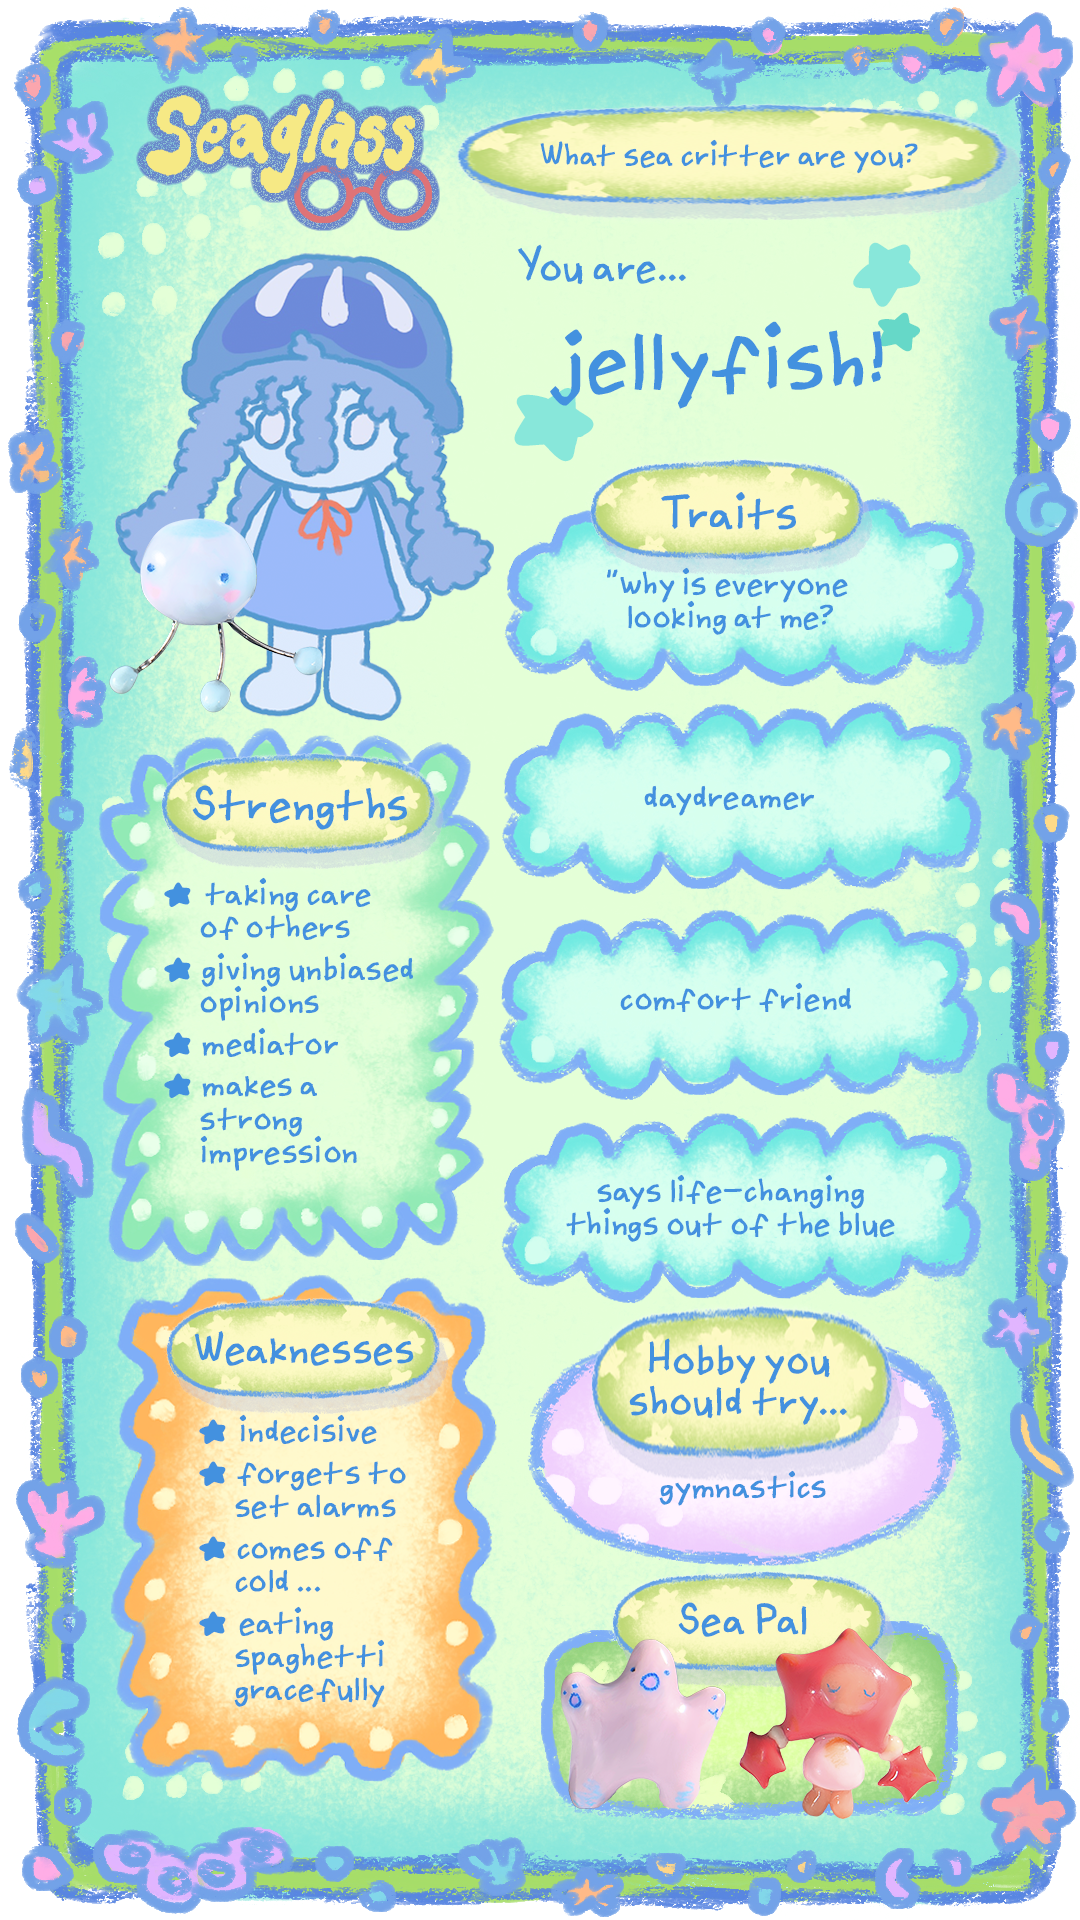 Seaglass
What sea critter are you?
You are...
jellyfish!
Traits
"why is everyone
looking at me?
daydreamer
comfort friend
says life-changing
things out of the blue
Strengths
taking care
of others
giving unbiased
opinions
mediator
makes a
strong
impression
Weaknesses
indecisive
forgets to
set alarms
comes off
cold ...
eating
spaghetti
gracefully
Hobby you
should try...
gymnastics
Sea Pal